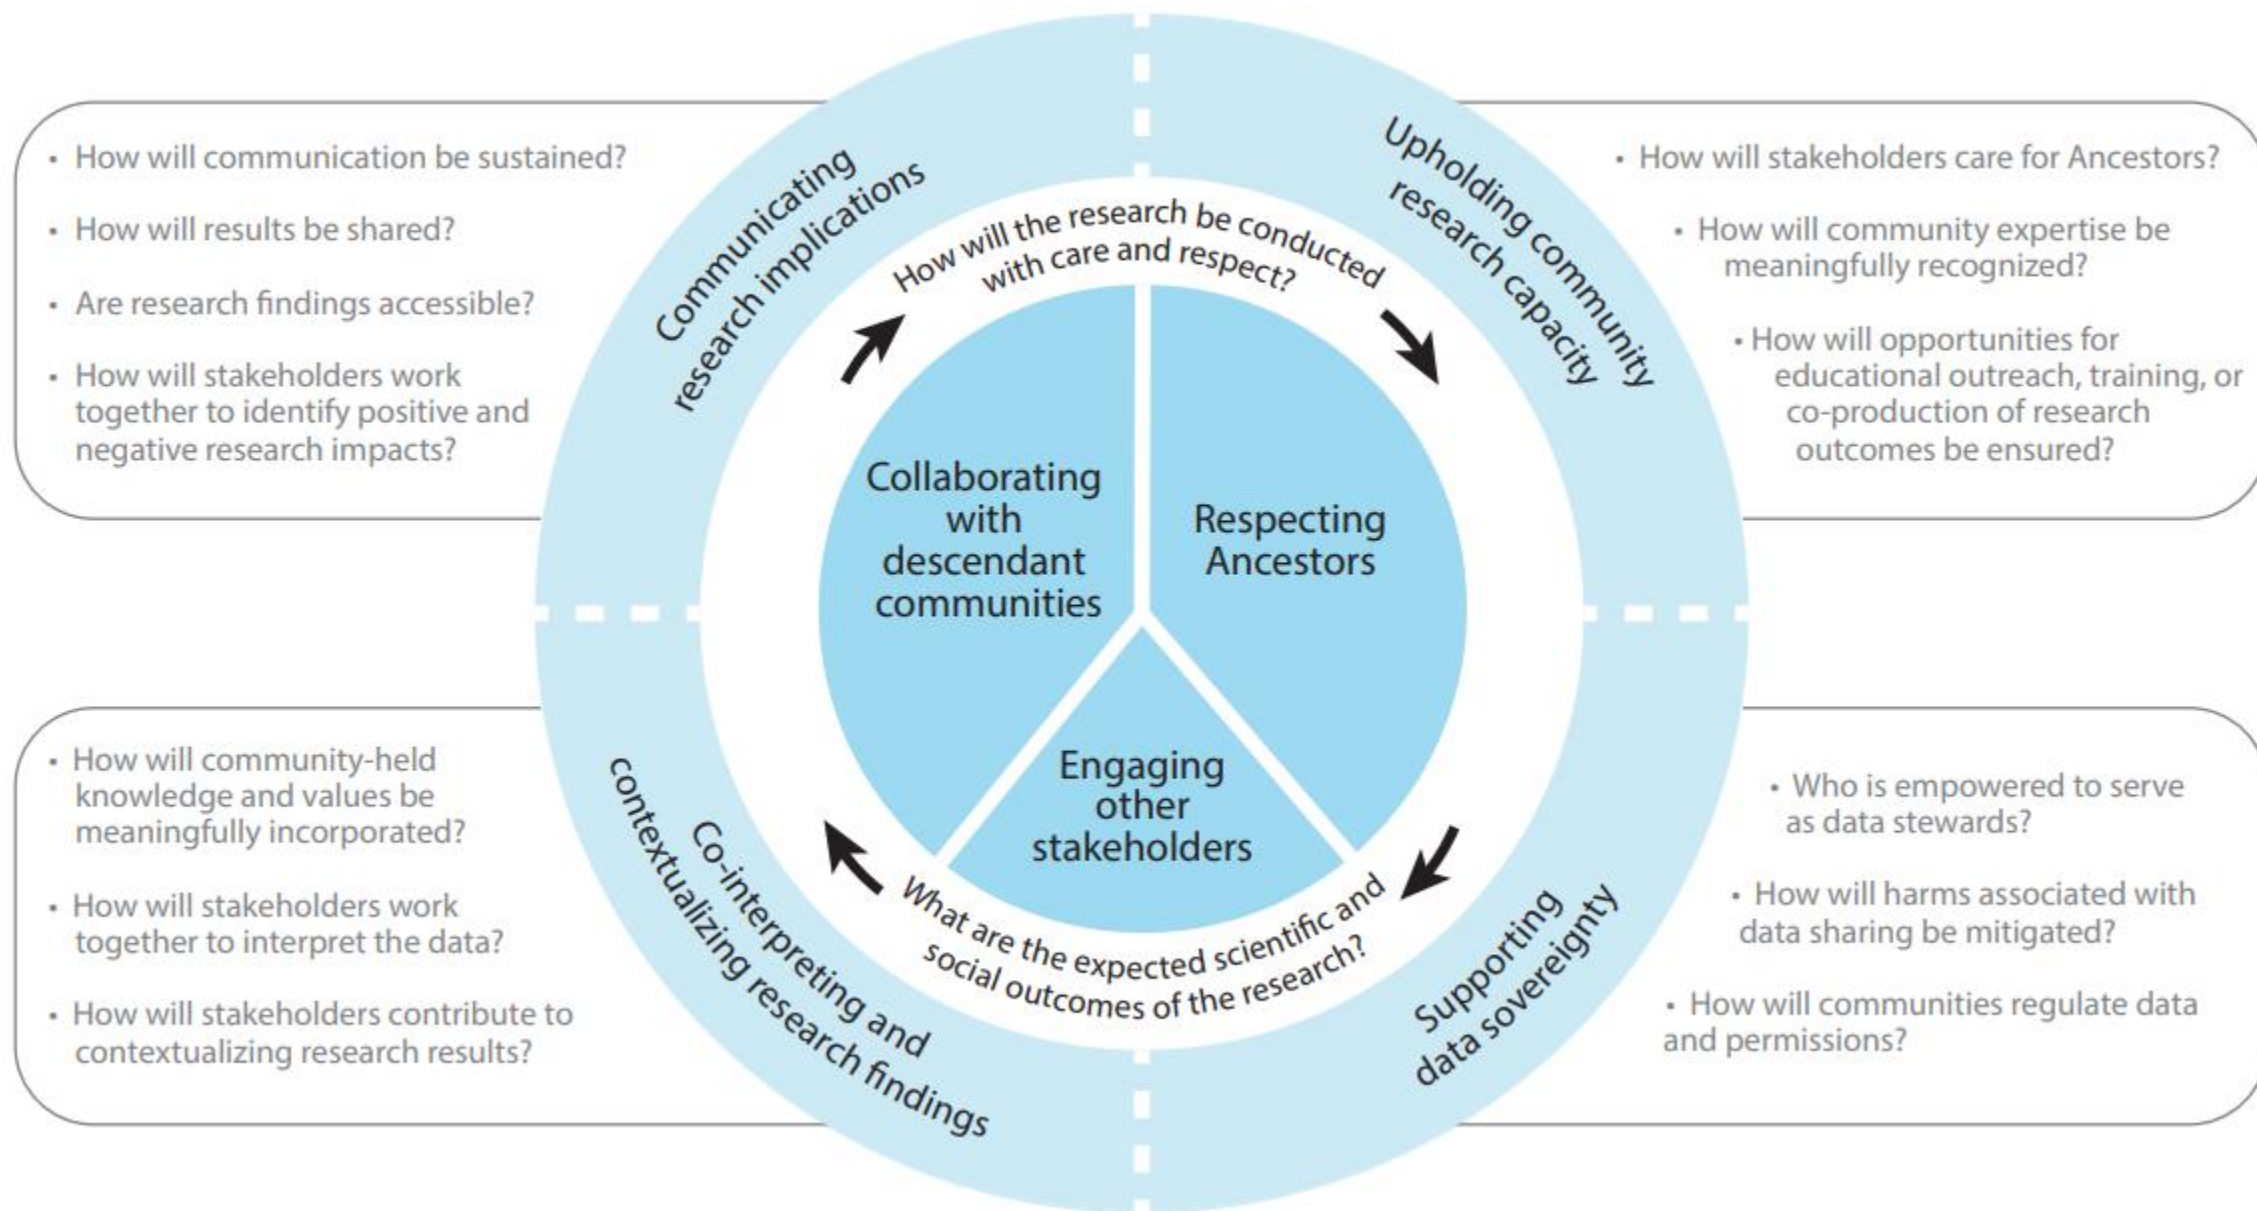 • How will communication be sustained?
• How will results be shared?
• Are research findings accessible?
• How will stakeholders work
together to identify positive and
negative research impacts?
Communicating
research implications
Upholding community
research capacity
• How will stakeholders care for Ancestors?
• How will community expertise be
meaningfully recognized?
• How will opportunities for
educational outreach, training, or
co-production of research
outcomes be ensured?
How will the research be conducted
with care and respect?
Collaborating
with
descendant
communities
Respecting
Ancestors
Engaging
other
stakeholders
What are the expected scientific and
social outcomes of the research?
• How will community-held
knowledge and values be
meaningfully incorporated?
• How will stakeholders work
together to interpret the data?
• How will stakeholders contribute to
contextualizing research results?
Co-interpreting and
contextualizing research findings
Supporting
data sovereignty
• Who is empowered to serve
as data stewards?
• How will harms associated with
data sharing be mitigated?
• How will communities regulate data
and permissions?